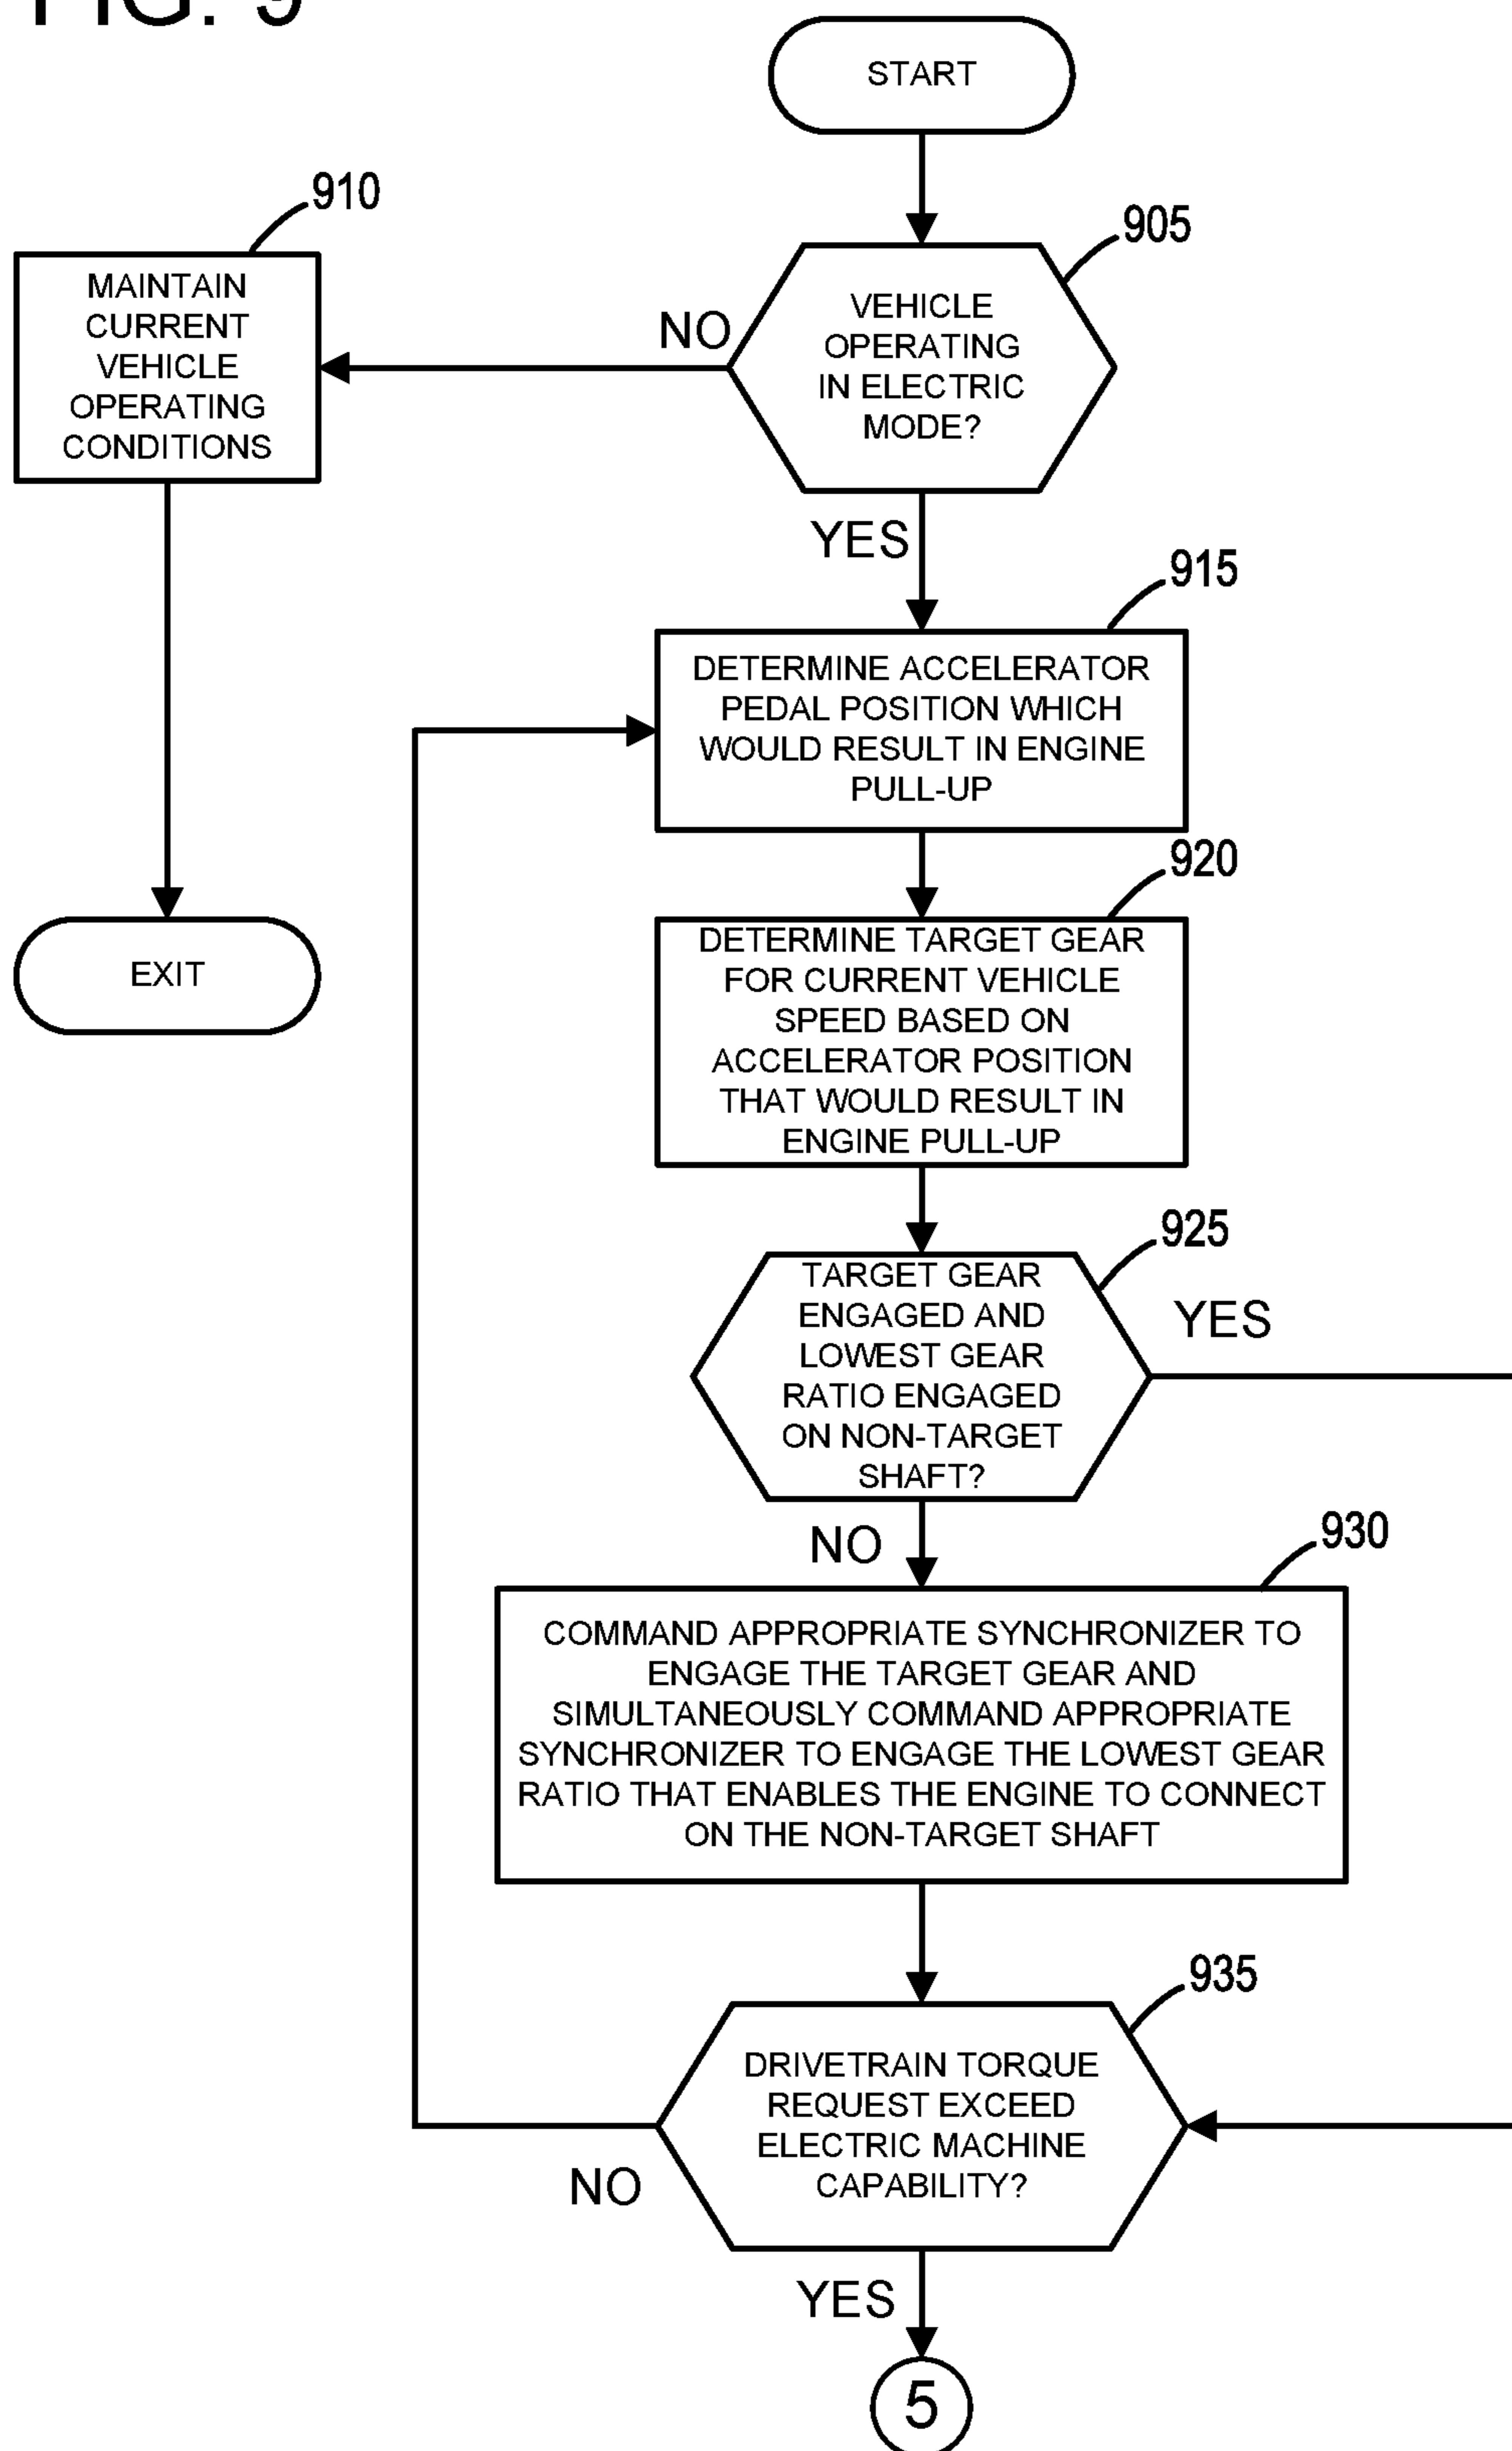 FIG. 9
START
910
905
MAINTAIN
CURRENT
VEHICLE
OPERATING
CONDITIONS
NO
VEHICLE
OPERATING
IN ELECTRIC
MODE?
YES
915
DETERMINE ACCELERATOR
PEDAL POSITION WHICH
WOULD RESULT IN ENGINE
PULL-UP
920
EXIT
DETERMINE TARGET GEAR
FOR CURRENT VEHICLE
SPEED BASED ON
ACCELERATOR POSITION
THAT WOULD RESULT IN
ENGINE PULL-UP
925
TARGET GEAR
ENGAGED AND
LOWEST GEAR
RATIO ENGAGED
ON NON-TARGET
SHAFT?
YES
NO
930
COMMAND APPROPRIATE SYNCHRONIZER TO
ENGAGE THE TARGET GEAR AND
SIMULTANEOUSLY COMMAND APPROPRIATE
SYNCHRONIZER TO ENGAGE THE LOWEST GEAR
RATIO THAT ENABLES THE ENGINE TO CONNECT
ON THE NON-TARGET SHAFT
935
DRIVETRAIN TORQUE
REQUEST EXCEED
ELECTRIC MACHINE
CAPABILITY?
NO
YES
5